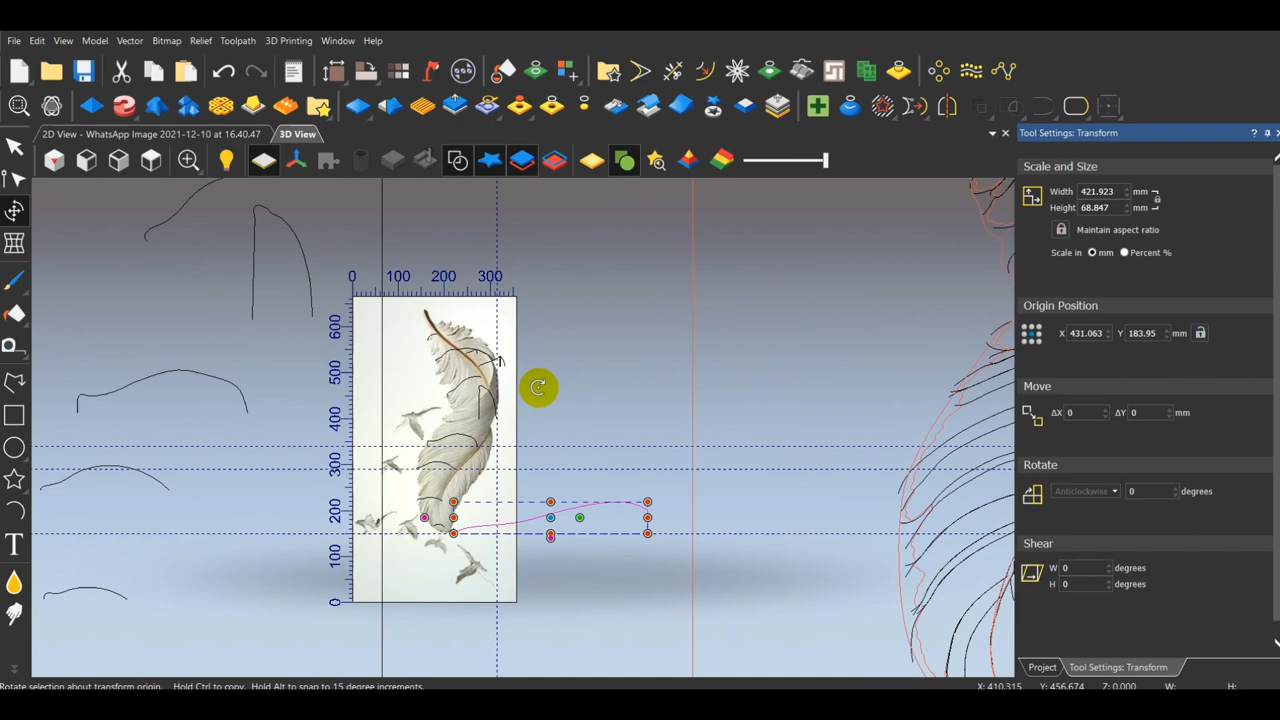 File Edit View Model Vector Bitmap Relief Toolpath 3D Printing Window Help
2D View - WhatsApp Image 2021-12-10 at 16.40.47 3D View
Tool Settings: Transform
Scale and Size
Width 421.923 mm
Height 68.847 mm
Maintain aspect ratio
Scale in mm Percent %
Origin Position
X 431.063 Y 183.95 mm
Move
ΔX 0 ΔY 0 mm
Rotate
Anticlockwise 0 degrees
Shear
W 0 degrees
H 0 degrees
Project Tool Settings: Transform
0 100 200 300
600
500
400
300
200
100
0
T
Rotate selection about transform origin. Hold Ctrl to copy. Hold Alt to snap to 15 degree increments.
X: 410.315 Y: 456.674 Z: 0.000 W: H: